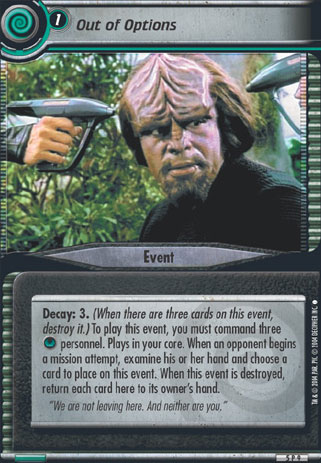 1
Out of Options
Event
Decay: 3. (When there are three cards on this event,
destroy it.) To play this event, you must command three
personnel. Plays in your core. When an opponent begins
a mission attempt, examine his or her hand and choose a
card to place on this event. When this event is destroyed,
return each card here to its owner's hand.
"We are not leaving here. And neither are you."